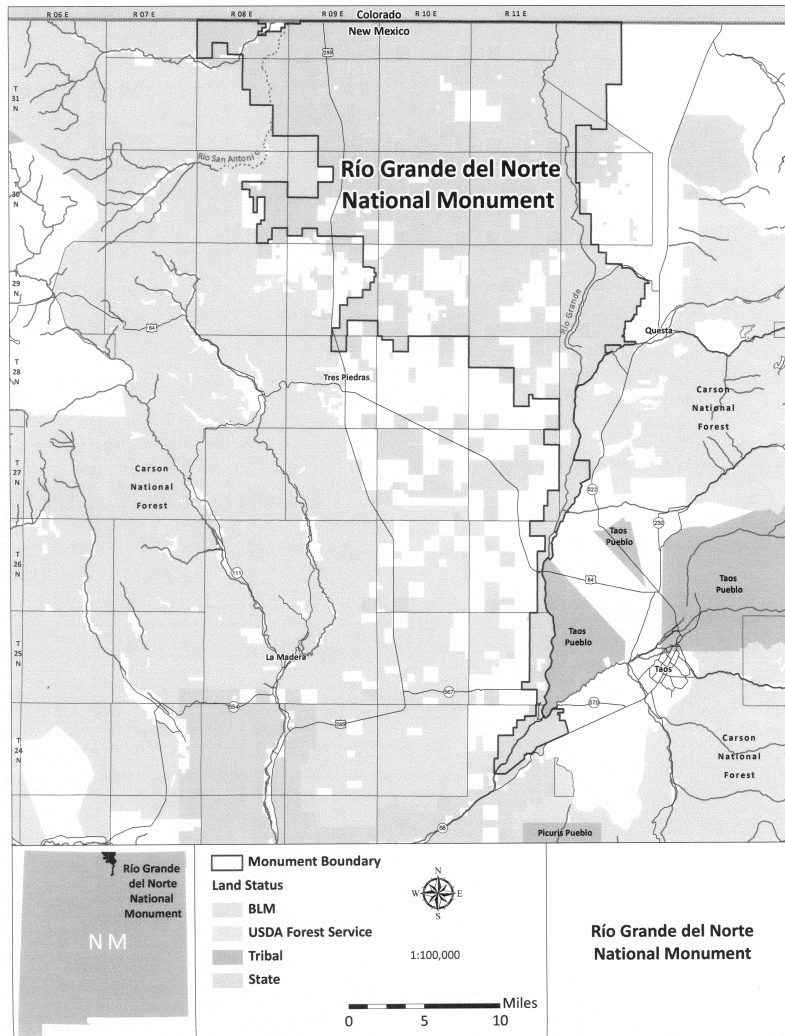 R 06 E
R 07 E
R 08 E
R 09 E
R 10 E
R 11 E
Colorado
New Mexico
285
T
31
N
Río San Antonio
Río Grande del Norte
National Monument
T
30
N
T
29
N
64
Río Grande
Questa
T
28
N
Tres Piedras
Carson
National
Forest
T
27
N
Carson
National
Forest
522
230
Taos
Pueblo
T
26
N
111
64
Taos
Pueblo
Taos
Pueblo
T
25
N
La Madera
Taos
567
554
285
570
T
24
N
Carson
National
Forest
68
Picuris Pueblo
Río Grande
del Norte
National
Monument
NM
Monument Boundary
Land Status
BLM
USDA Forest Service
Tribal
State
N
W E
S
1:100,000
Miles
0 5 10
Río Grande del Norte
National Monument